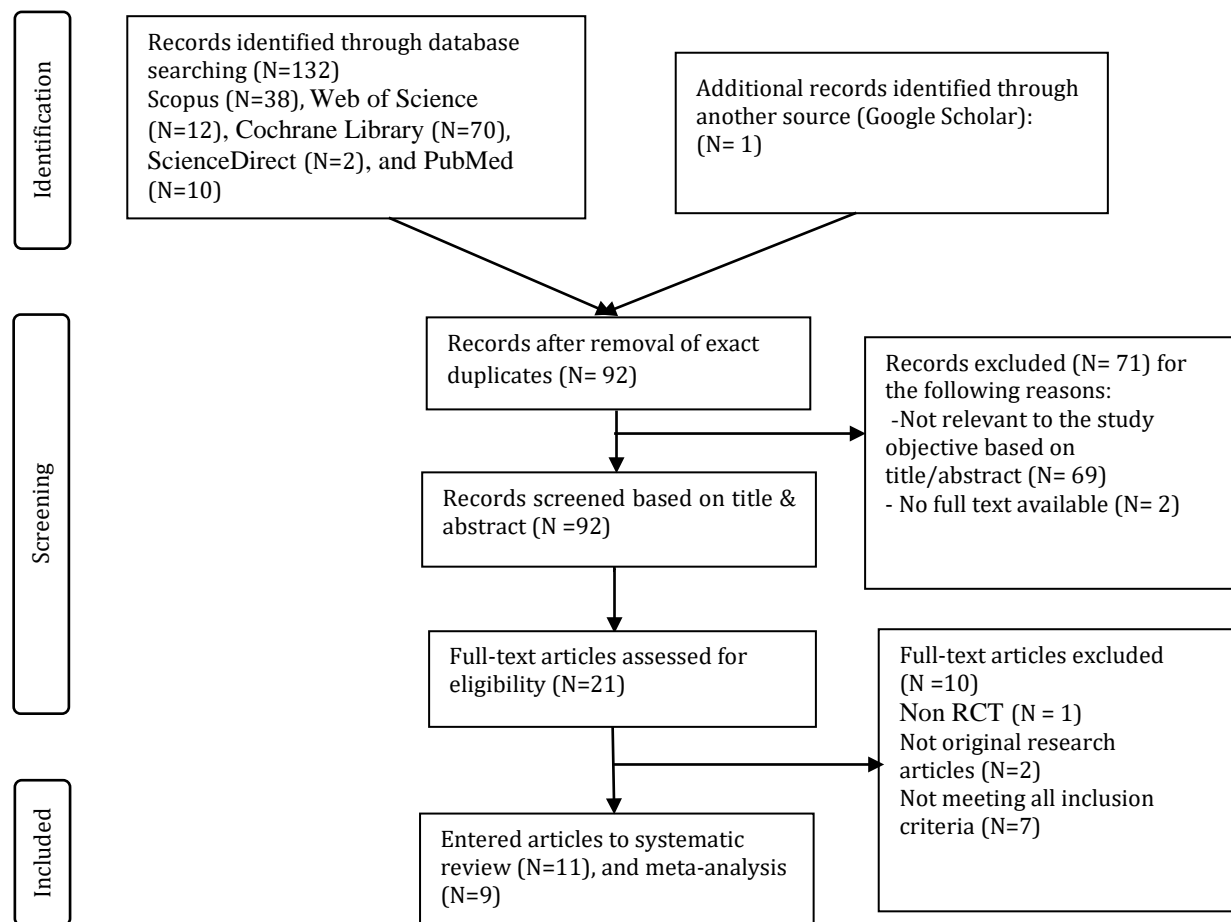 Identification
Records identified through database
searching (N=132)
Scopus (N=38), Web of Science
(N=12), Cochrane Library (N=70),
ScienceDirect (N=2), and PubMed
(N=10)
Additional records identified through
another source (Google Scholar):
(N= 1)
Screening
Records after removal of exact
duplicates (N= 92)
Records excluded (N= 71) for
the following reasons:
-Not relevant to the study
objective based on
title/abstract (N= 69)
- No full text available (N= 2)
Records screened based on title &
abstract (N =92)
Full-text articles assessed for
eligibility (N=21)
Full-text articles excluded
(N =10)
Non RCT (N = 1)
Not original research
articles (N=2)
Not meeting all inclusion
criteria (N=7)
Included
Entered articles to systematic
review (N=11), and meta-analysis
(N=9)